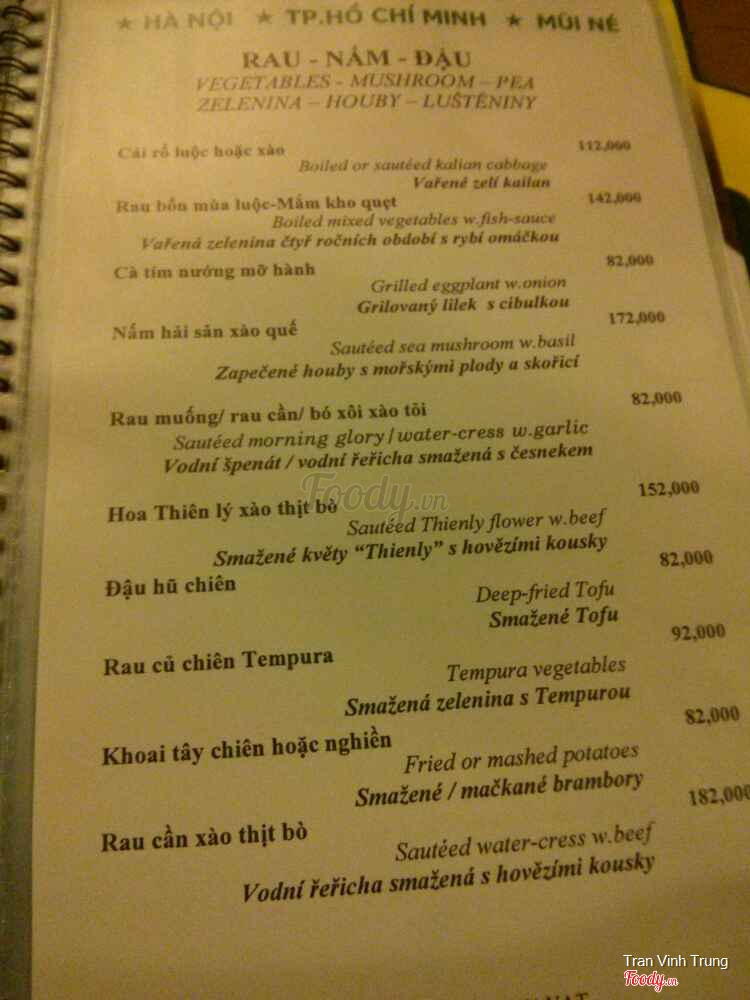 ★ HÀ NỘI ★ TP.HỒ CHÍ MINH ★ MŨI NÉ
RAU - NẤM - ĐẬU
VEGETABLES - MUSHROOM – PEA
ZELENINA – HOUBY – LUŠTĚNINY
Cải rổ luộc hoặc xào 112,000
Boiled or sautéed kalian cabbage
Vařené zelí kailan
Rau bốn mùa luộc-Mắm kho quẹt 142,000
Boiled mixed vegetables w.fish-sauce
Vařená zelenina čtyř ročních období s rybí omáčkou
Cà tím nướng mỡ hành 82,000
Grilled eggplant w.onion
Grilovaný lilek s cibulkou
Nấm hải sản xào quế 172,000
Sautéed sea mushroom w.basil
Zapečené houby s mořskými plody a skořicí
Rau muống/ rau cần/ bó xôi xào tỏi 82,000
Sautéed morning glory/water-cress w.garlic
Vodní špenát / vodní řeřicha smažená s česnekem
Hoa Thiên lý xào thịt bò 152,000
Sautéed Thienly flower w.beef
Smažené květy “Thienly” s hovězími kousky
Đậu hũ chiên 82,000
Deep-fried Tofu
Smažené Tofu
Rau củ chiên Tempura 92,000
Tempura vegetables
Smažená zelenina s Tempurou
Khoai tây chiên hoặc nghiền 82,000
Fried or mashed potatoes
Smažené / mačkané brambory
Rau cần xào thịt bò 182,000
Sautéed water-cress w.beef
Vodní řeřicha smažená s hovězími kousky
Foody.vn
Tran Vinh Trung
Foody.vn